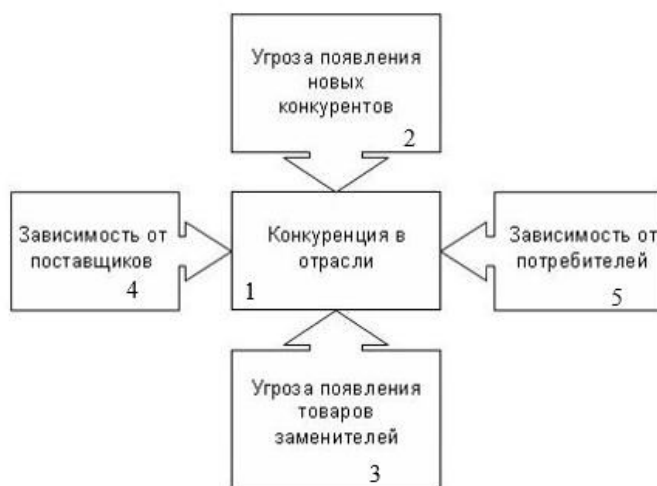 Угроза появления
новых
конкурентов
2
Зависимость от
поставщиков
4
Конкуренция в
отрасли
1
Зависимость от
потребителей
5
Угроза появления
товаров
заменителей
3